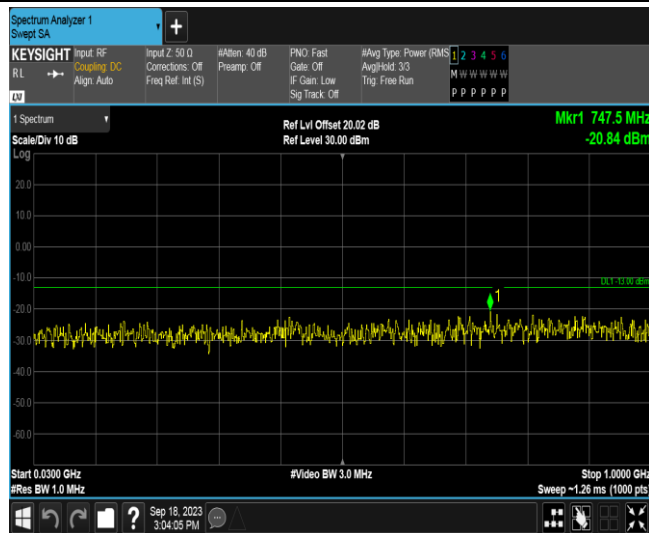 Spectrum Analyzer 1
Swept SA
+
KEYSIGHT
RL
Input: RF
Coupling: DC
Align: Auto
Input Z: 50 Ω
Corrections: Off
Freq Ref: Int (S)
#Atten: 40 dB
Preamp: Off
PNO: Fast
Gate: Off
IF Gain: Low
Sig Track: Off
#Avg Type: Power (RMS
Avg|Hold: 3/3
Trig: Free Run
1 2 3 4 5 6
M W W W W W
P P P P P P
1 Spectrum
Scale/Div 10 dB
Log
Ref Lvl Offset 20.02 dB
Ref Level 30.00 dBm
Mkr1 747.5 MHz
-20.84 dBm
20.0
10.0
0.00
-10.0
DL1 -13.00 dBm
1
-20.0
-30.0
-40.0
-50.0
-60.0
Start 0.0300 GHz
#Res BW 1.0 MHz
#Video BW 3.0 MHz
Stop 1.0000 GHz
Sweep ~1.26 ms (1000 pts)
?
Sep 18, 2023
3:04:05 PM